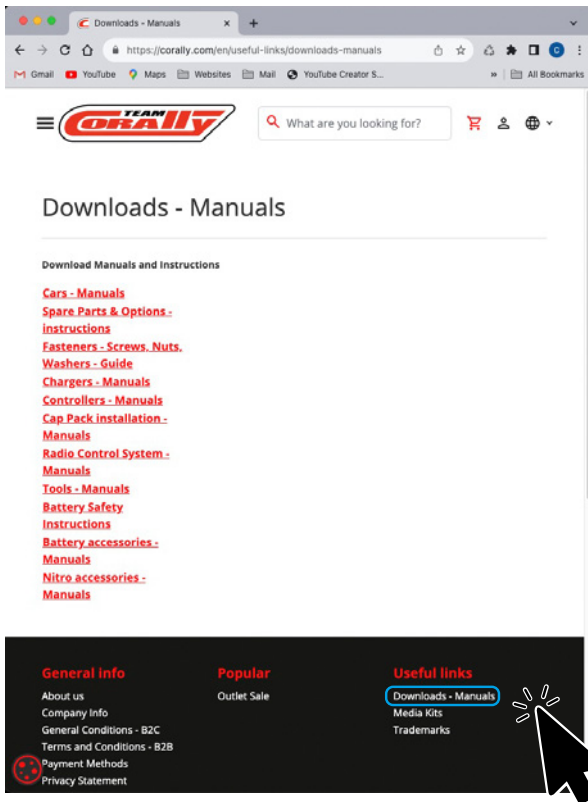 Downloads - Manuals
https://corally.com/en/useful-links/downloads-manuals
Gmail YouTube Maps Websites Mail YouTube Creator S... » All Bookmarks
TEAM
CORALLY
What are you looking for?
Downloads - Manuals
Download Manuals and Instructions
Cars - Manuals
Spare Parts & Options -
instructions
Fasteners - Screws, Nuts,
Washers - Guide
Chargers - Manuals
Controllers - Manuals
Cap Pack installation -
Manuals
Radio Control System -
Manuals
Tools - Manuals
Battery Safety
Instructions
Battery accessories -
Manuals
Nitro accessories -
Manuals
General info
About us
Company Info
General Conditions - B2C
Terms and Conditions - B2B
Payment Methods
Privacy Statement
Popular
Outlet Sale
Useful links
Downloads - Manuals
Media Kits
Trademarks